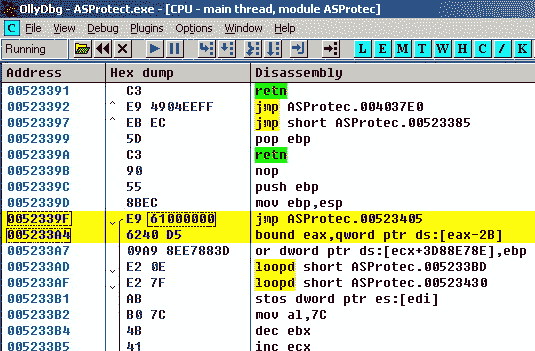 OllyDbg - ASProtect.exe - [CPU - main thread, module ASProtec]
C File View Debug Plugins Options Window Help
Running L E M T W H C / K
Address Hex dump Disassembly
00523391 C3 retn
00523392 ^ E9 4904EEFF jmp ASProtec.004037E0
00523397 ^ EB EC jmp short ASProtec.00523385
00523399 5D pop ebp
0052339A C3 retn
0052339B 90 nop
0052339C 55 push ebp
0052339D 8BEC mov ebp,esp
0052339F E9 61000000 jmp ASProtec.00523405
005233A4 6240 D5 bound eax,qword ptr ds:[eax-2B]
005233A7 09A9 8EE7883D or dword ptr ds:[ecx+3D88E78E],ebp
005233AD E2 0E loopd short ASProtec.005233BD
005233AF E2 7F loopd short ASProtec.00523430
005233B1 AB stos dword ptr es:[edi]
005233B2 B0 7C mov al,7C
005233B4 4B dec ebx
005233B5 41 inc ecx